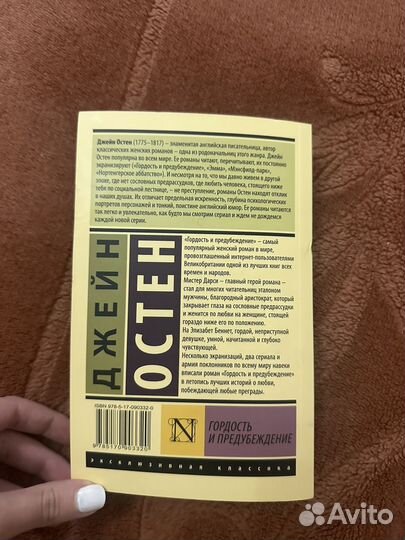 Джейн Остен (1775–1817) – знаменитая английская писательница, автор
классических женских романов – одна из родоначальниц этого жанра. Джейн
Остен популярна во всем мире. Ее романы читают, перечитывают, их постоянно
экранизируют («Гордость и предубеждение», «Эмма», «Мэнсфилд-парк»,
«Нортенгерское аббатство»). И несмотря на то, что мы давно живем в другой
эпохе, где нет сословных предрассудков, где любить человека, стоящего ниже
тебя по социальной лестнице, – не преступление, романы Остен находят отклик
в наших душах. Их отличает предельная искренность, глубина психологических
портретов персонажей и тонкий, поистине английский юмор. Ее романы читаются
так легко и увлекательно, как будто мы смотрим сериал и ждем не дождемся
каждой новой серии.
ДЖЕЙН
ОСТЕН
«Гордость и предубеждение» – самый
популярный женский роман в мире,
провозглашенный интернет-пользователями
Великобритании одной из лучших книг всех
времен и народов.
Мистер Дарси – главный герой романа –
стал для многих читательниц эталоном
мужчины, благородный аристократ, который
закрывает глаза на сословные предрассудки
и женится по любви на женщине, стоящей
гораздо ниже его по положению.
На Элизабет Беннет, гордой, неприступной
девушке, умной, начитанной и глубоко
чувствующей.
Несколько экранизаций, два сериала и
армия поклонников по всему миру навеки
вписали роман «Гордость и предубеждение»
в летопись лучших историй о любви,
побеждающей любые преграды.
ISBN 978-5-17-090332-0
9785170903320
N
ГОРДОСТЬ
И ПРЕДУБЕЖДЕНИЕ
эксклюзивная классика
Avito